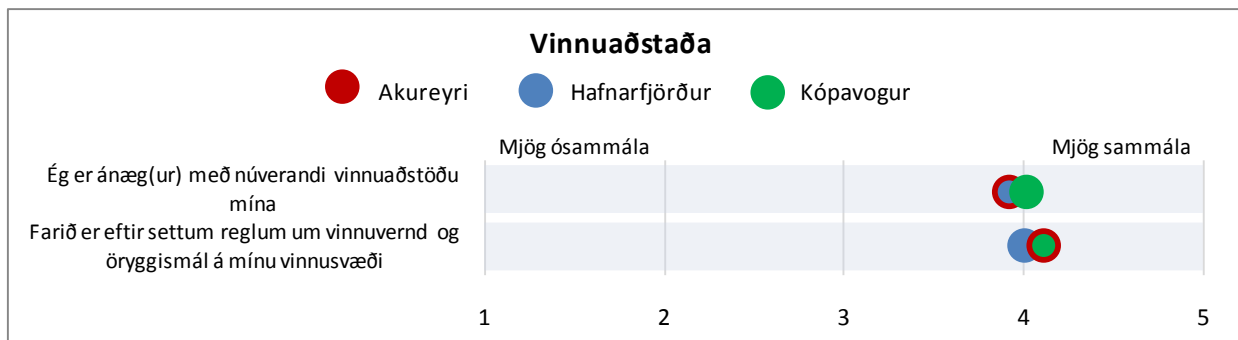 Vinnuaðstaða
Akureyri Hafnarfjörður Kópavogur
Mjög ósammála Mjög sammála
Ég er ánæg(ur) með núverandi vinnuaðstöðu
mína
Farið er eftir settum reglum um vinnuvernd og
öryggismál á mínu vinnusvæði
1 2 3 4 5